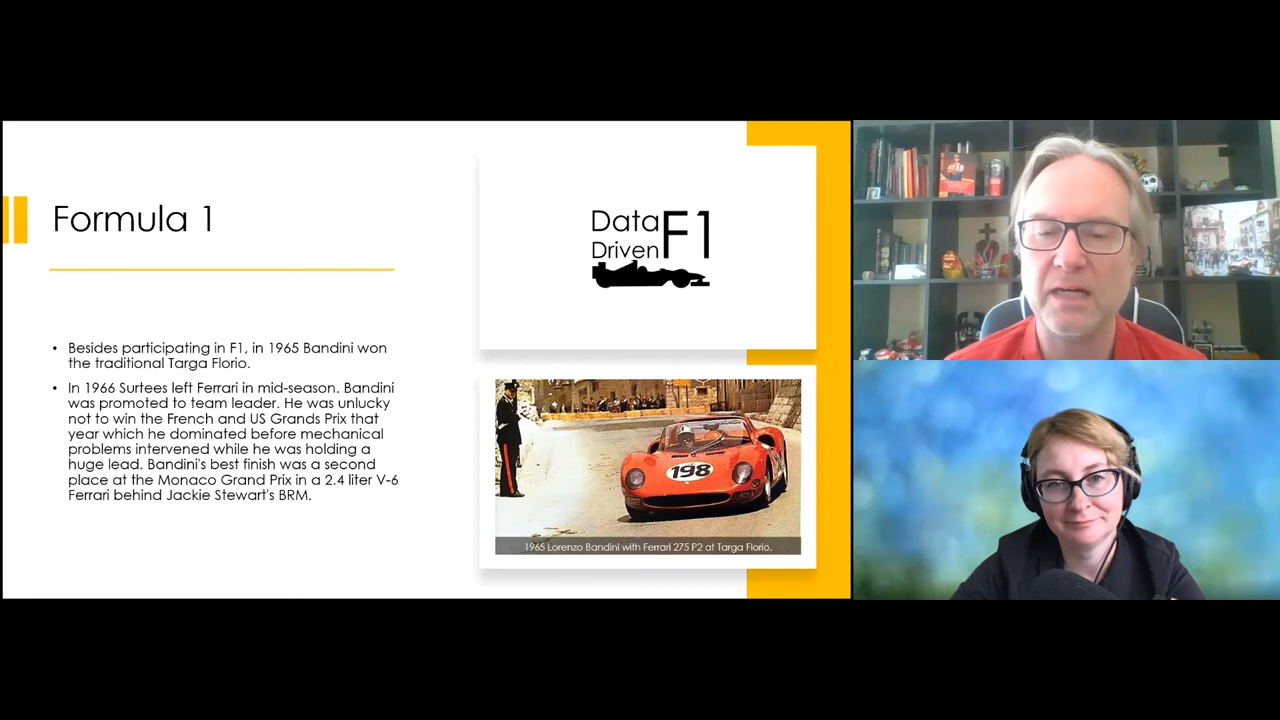 Formula 1
Besides participating in F1, in 1965 Bandini won
the traditional Targa Florio.
In 1966 Surtees left Ferrari in mid-season. Bandini
was promoted to team leader. He was unlucky
not to win the French and US Grands Prix that
year which he dominated before mechanical
problems intervened while he was holding a
huge lead. Bandini's best finish was a second
place at the Monaco Grand Prix in a 2.4 liter V-6
Ferrari behind Jackie Stewart's BRM.
Data
Driven
F1
198
1965 Lorenzo Bandini with Ferrari 275 P2 at Targa Florio.